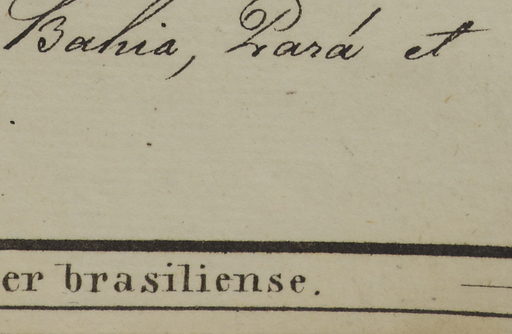 Bahia, Pará et
er brasiliense.